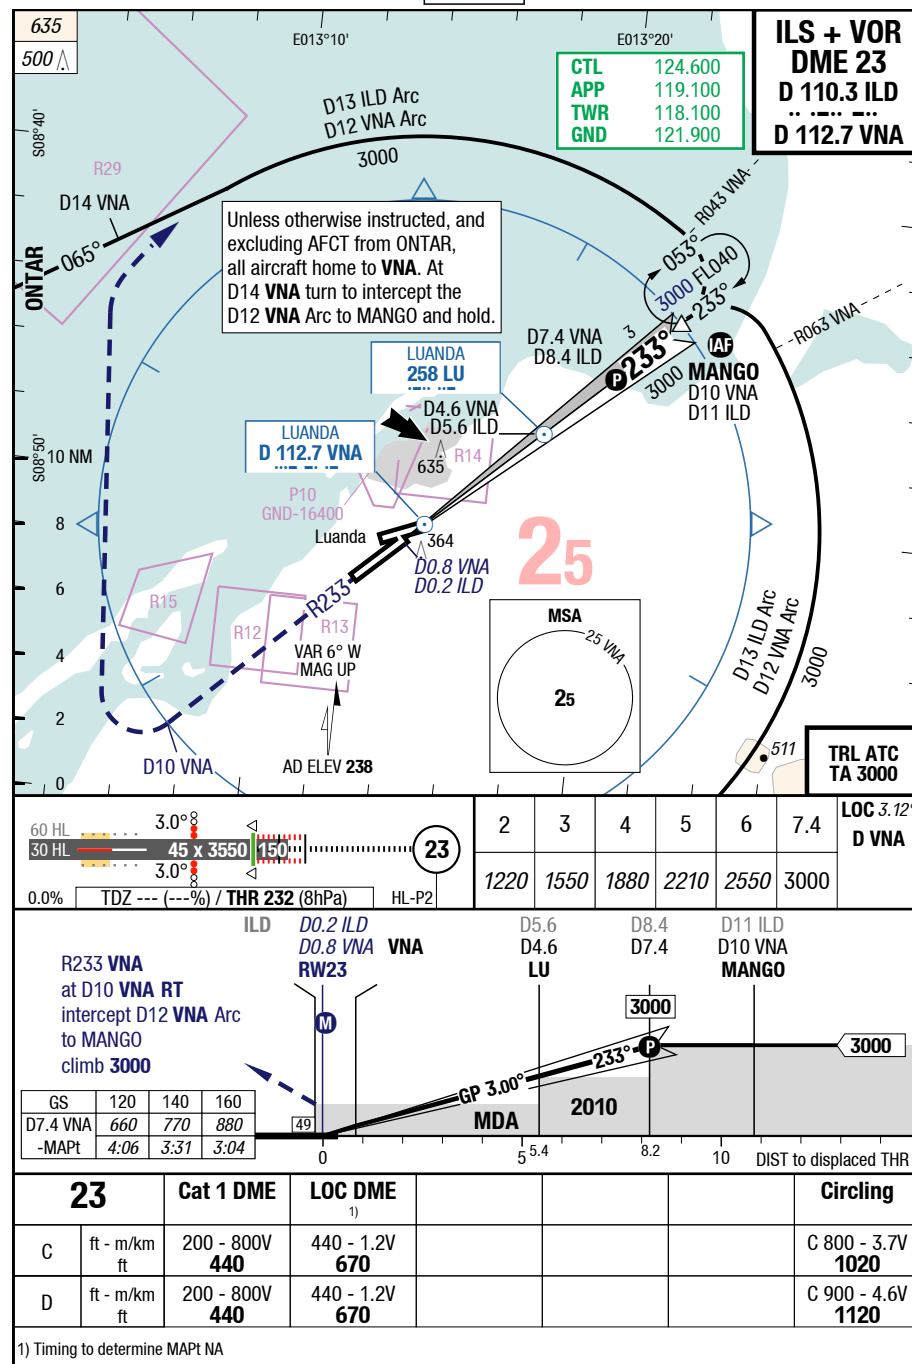 635
500
E013°10'
E013°20'
ILS + VOR
DME 23
D 110.3 ILD
D 112.7 VNA
CTL 124.600
APP 119.100
TWR 118.100
GND 121.900
S08°40'
D13 ILD Arc
D12 VNA Arc
3000
R29
D14 VNA
065°
ONTAR
Unless otherwise instructed, and
excluding AFCT from ONTAR,
all aircraft home to VNA. At
D14 VNA turn to intercept the
D12 VNA Arc to MANGO and hold.
R043 VNA
053°
3000 FL040
233°
R063 VNA
D7.4 VNA
D8.4 ILD
3
P 233°
3000
IAF
MANGO
D10 VNA
D11 ILD
LUANDA
258 LU
D4.6 VNA
D5.6 ILD
LUANDA
D 112.7 VNA
635
R14
S08°50'
10 NM
P10
GND-16400
Luanda
364
8
D0.8 VNA
D0.2 ILD
25
6
R15
R233
R12
R13
VAR 6° W
MAG UP
MSA
25 VNA
25
D13 ILD Arc
D12 VNA Arc
3000
4
2
0
D10 VNA
AD ELEV 238
511
TRL ATC
TA 3000
60 HL
30 HL
3.0°
45 x 3550 150
3.0°
23
0.0%
TDZ --- (---%) / THR 232 (8hPa)
HL-P2
2 3 4 5 6 7.4 LOC 3.12°
D VNA
1220 1550 1880 2210 2550 3000
ILD D0.2 ILD D5.6 D8.4 D11 ILD
D0.8 VNA VNA D4.6 D7.4 D10 VNA
RW23 LU MANGO
R233 VNA
at D10 VNA RT
intercept D12 VNA Arc
to MANGO
climb 3000
M
3000
P
3000
233°
GP 3.00°
MDA
2010
49
GS 120 140 160
D7.4 VNA 660 770 880
-MAPt 4:06 3:31 3:04
0 5 5.4 8.2 10 DIST to displaced THR
23 Cat 1 DME LOC DME Circling
1)
C ft - m/km 200 - 800V 440 - 1.2V C 800 - 3.7V
ft 440 670 1020
D ft - m/km 200 - 800V 440 - 1.2V C 900 - 4.6V
ft 440 670 1120
1) Timing to determine MAPt NA